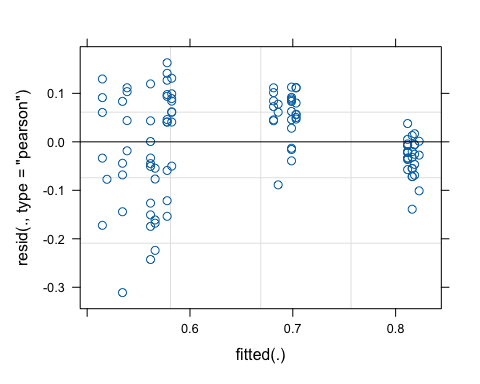 resid(., type = "pearson")
0.1
0.0
-0.1
-0.2
-0.3
0.6 0.7 0.8
fitted(.)